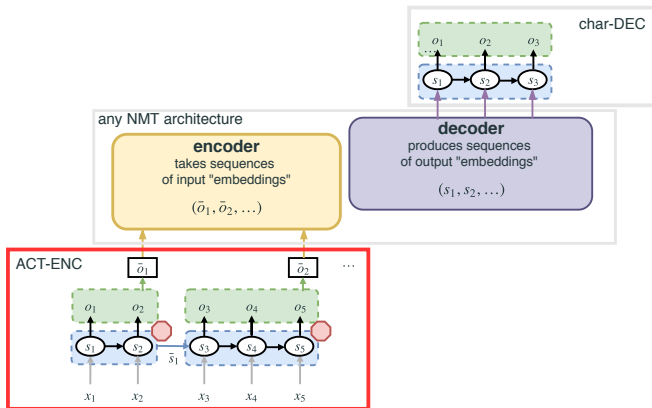 char-DEC
o₁ o₂ o₃
...
s₁ s₂ s₃
any NMT architecture
encoder
takes sequences
of input "embeddings"
(ō₁, ō₂, …)
decoder
produces sequences
of output "embeddings"
(s₁, s₂, …)
ACT-ENC
ō₁ ō₂ ...
o₁ o₂ o₃ o₄ o₅
s₁ s₂ s₃ s₄ s₅
s̄₁
x₁ x₂ x₃ x₄ x₅